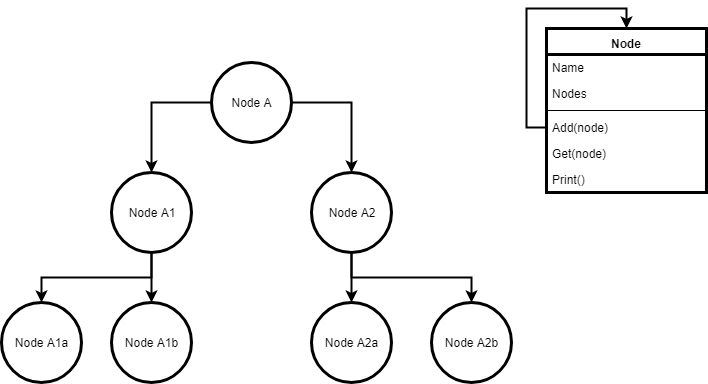 Node A
Node A1
Node A2
Node A1a
Node A1b
Node A2a
Node A2b
Node
Name
Nodes
Add(node)
Get(node)
Print()